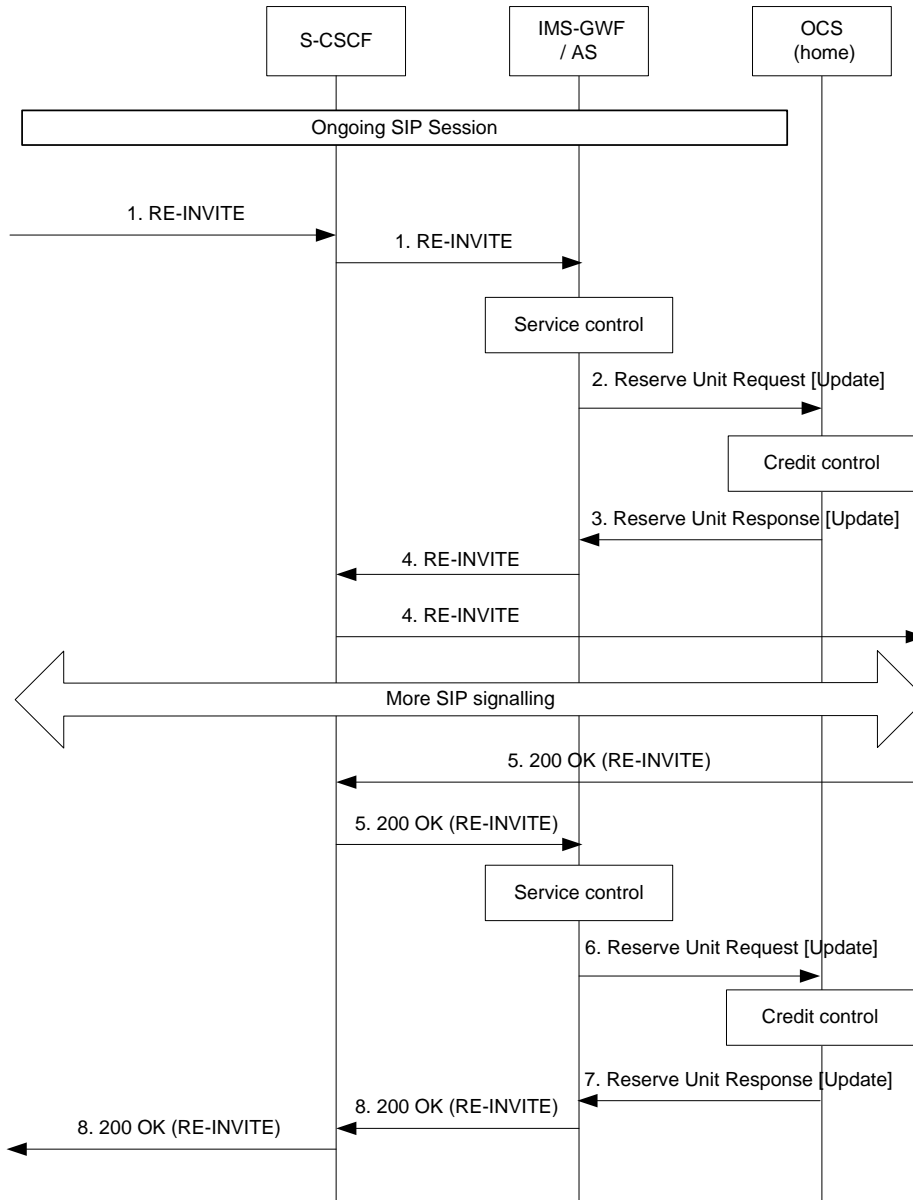 S-CSCF
IMS-GWF
/ AS
OCS
(home)
Ongoing SIP Session
1. RE-INVITE
1. RE-INVITE
Service control
2. Reserve Unit Request [Update]
Credit control
3. Reserve Unit Response [Update]
4. RE-INVITE
4. RE-INVITE
More SIP signalling
5. 200 OK (RE-INVITE)
5. 200 OK (RE-INVITE)
Service control
6. Reserve Unit Request [Update]
Credit control
7. Reserve Unit Response [Update]
8. 200 OK (RE-INVITE)
8. 200 OK (RE-INVITE)